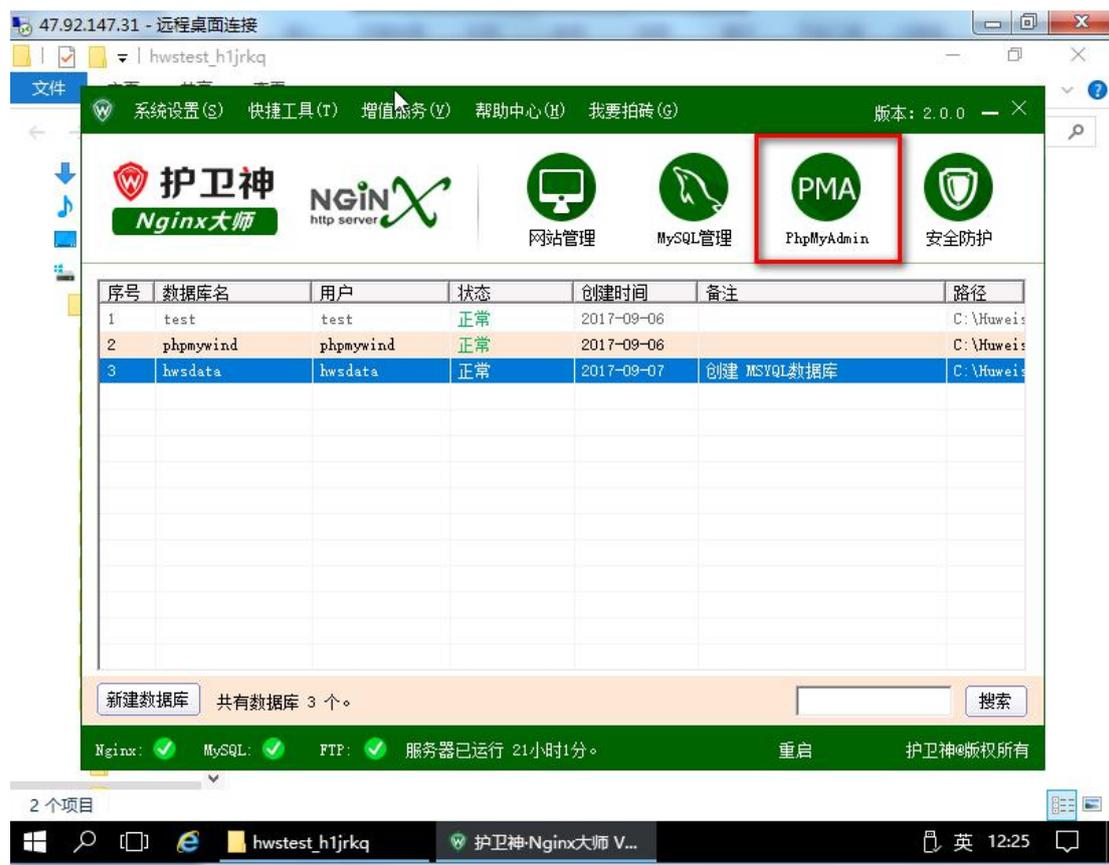 47.92.147.31 - 远程桌面连接
hwstest_h1jrkq
文件
系统设置(S) 快捷工具(T) 增值服务(V) 帮助中心(H) 我要拍砖(G) 版本: 2.0.0
护卫神
Nginx大师
NGiNX
http server
PMA
网站管理 MySQL管理 PhpMyAdmin 安全防护
序号 数据库名 用户 状态 创建时间 备注 路径
1 test test 正常 2017-09-06 C:\Huweis
2 phpmywind phpmywind 正常 2017-09-06 C:\Huweis
3 hwsdata hwsdata 正常 2017-09-07 创建 MSYQL数据库 C:\Huweis
新建数据库 共有数据库 3 个。 搜索
Nginx: MySQL: FTP: 服务器已运行 21小时1分。 重启 护卫神®版权所有
2 个项目
hwstest_h1jrkq 护卫神·Nginx大师 V... 英 12:25